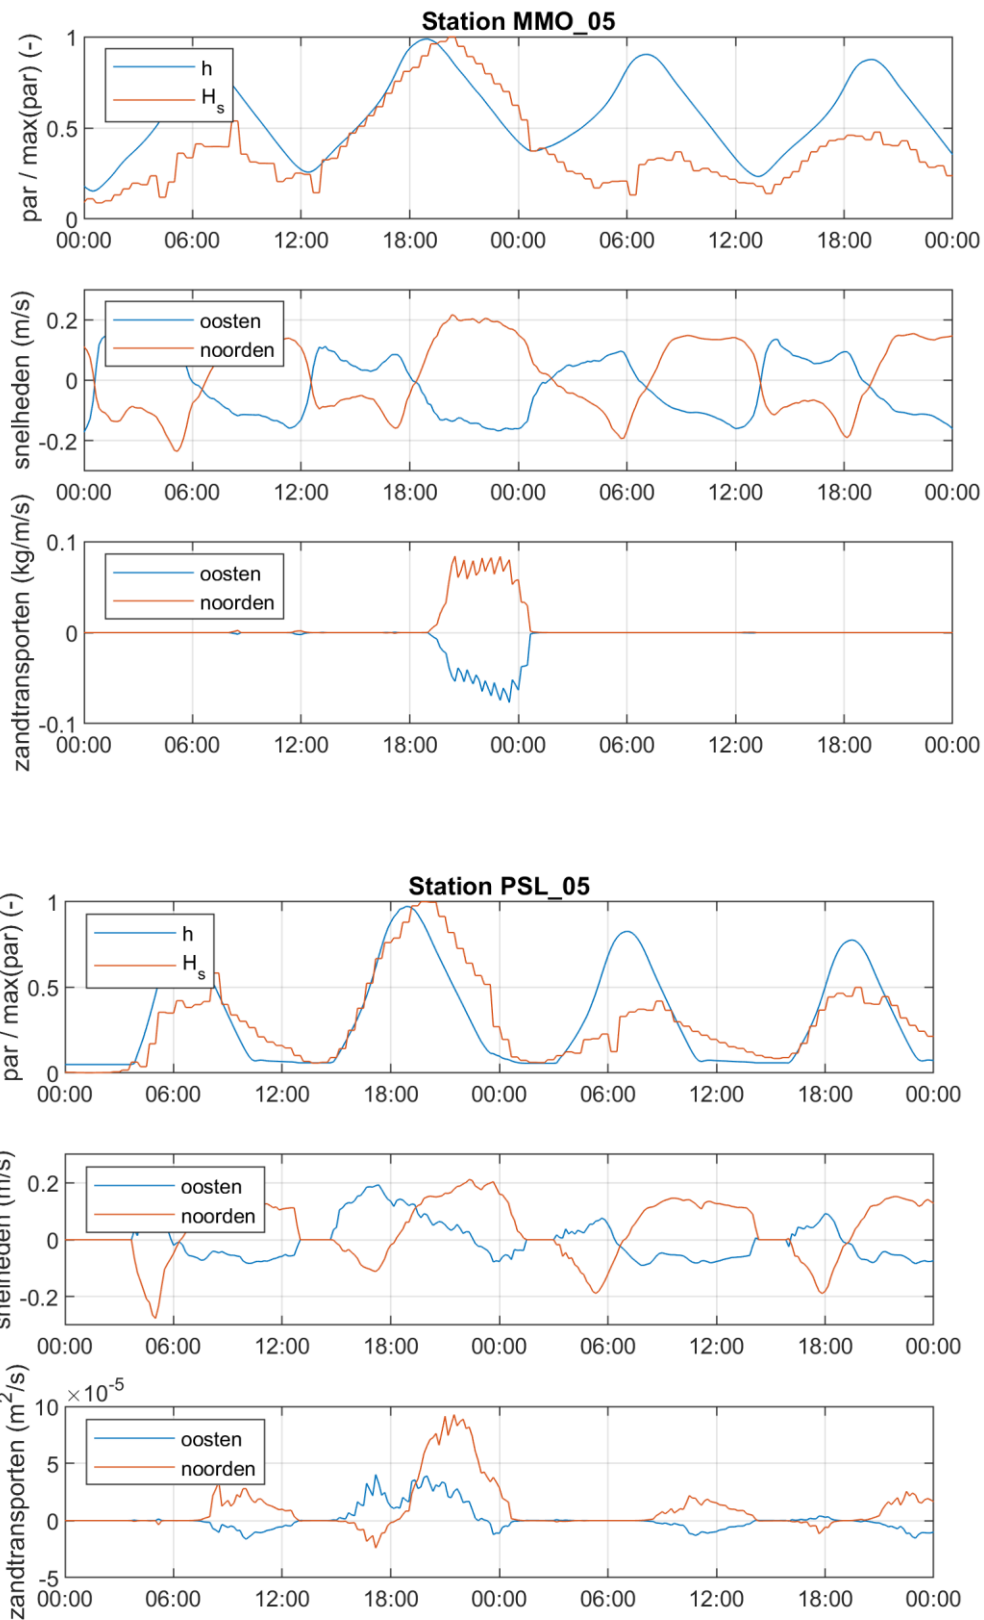 Station MMO_05
par / max(par) (-)
1
0.5
0
h
H_s
00:00 06:00 12:00 18:00 00:00 06:00 12:00 18:00 00:00
snelheden (m/s)
0.2
0
-0.2
oosten
noorden
00:00 06:00 12:00 18:00 00:00 06:00 12:00 18:00 00:00
zandtransporten (kg/m/s)
0.1
0
-0.1
oosten
noorden
00:00 06:00 12:00 18:00 00:00 06:00 12:00 18:00 00:00
Station PSL_05
par / max(par) (-)
1
0.5
0
h
H_s
00:00 06:00 12:00 18:00 00:00 06:00 12:00 18:00 00:00
snelheden (m/s)
0.2
0
-0.2
oosten
noorden
00:00 06:00 12:00 18:00 00:00 06:00 12:00 18:00 00:00
zandtransporten (m²/s)
×10⁻⁵
10
5
0
-5
oosten
noorden
00:00 06:00 12:00 18:00 00:00 06:00 12:00 18:00 00:00